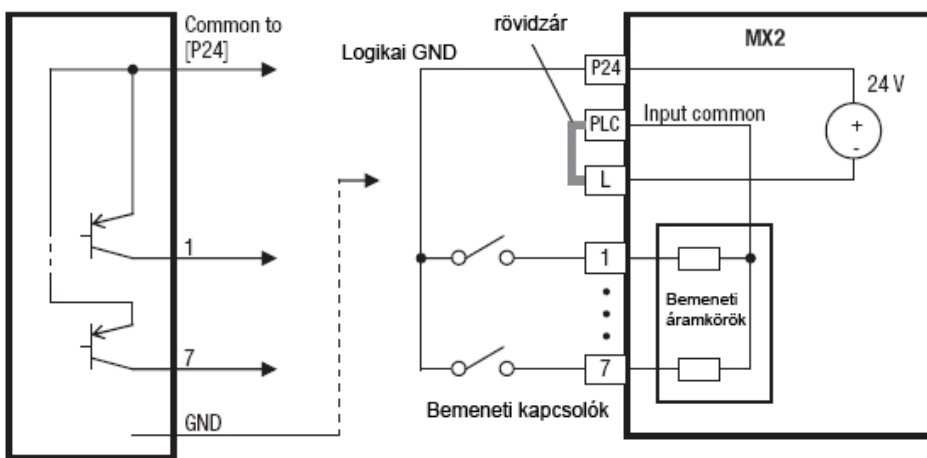 Common to
[P24]
1
7
GND
rövidzár
Logikai GND
MX2
P24
24 V
+
-
PLC
Input common
L
1
Bemeneti
áramkörök
7
Bemeneti kapcsolók